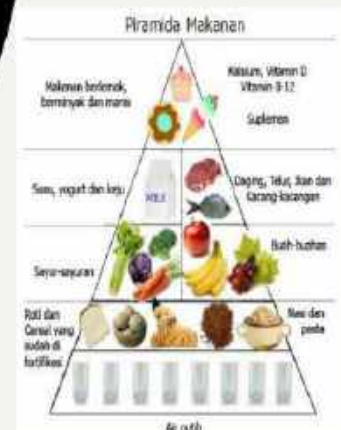 Piramida Makanan
Makanan berlemak,
berminyak dan manis
Kalsium, Vitamin D
Vitamin B-12
Suplemen
Susu, yogurt dan keju
MILK
Daging, Telur, Ikan dan
Kacang-kacangan
Sayur-sayuran
Buah-buahan
Roti dan
Cereal yang
sudah di
fortifikasi
Nasi dan
pasta
Air putih